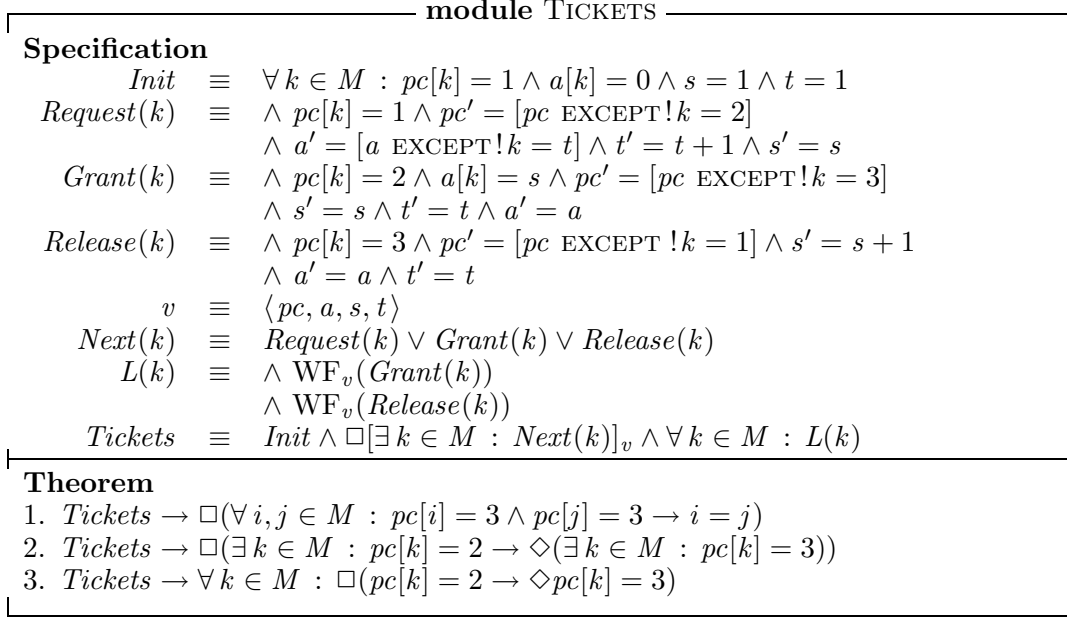 module TICKETS
Specification
Init ≡ ∀ k ∈ M : pc[k] = 1 ∧ a[k] = 0 ∧ s = 1 ∧ t = 1
Request(k) ≡ ∧ pc[k] = 1 ∧ pc′ = [pc EXCEPT!k = 2]
∧ a′ = [a EXCEPT!k = t] ∧ t′ = t + 1 ∧ s′ = s
Grant(k) ≡ ∧ pc[k] = 2 ∧ a[k] = s ∧ pc′ = [pc EXCEPT!k = 3]
∧ s′ = s ∧ t′ = t ∧ a′ = a
Release(k) ≡ ∧ pc[k] = 3 ∧ pc′ = [pc EXCEPT !k = 1] ∧ s′ = s + 1
∧ a′ = a ∧ t′ = t
v ≡ ⟨pc, a, s, t⟩
Next(k) ≡ Request(k) ∨ Grant(k) ∨ Release(k)
L(k) ≡ ∧ WFᵥ(Grant(k))
∧ WFᵥ(Release(k))
Tickets ≡ Init ∧ □[∃ k ∈ M : Next(k)]ᵥ ∧ ∀ k ∈ M : L(k)
Theorem
1. Tickets → □(∀ i, j ∈ M : pc[i] = 3 ∧ pc[j] = 3 → i = j)
2. Tickets → □(∃ k ∈ M : pc[k] = 2 → ◇(∃ k ∈ M : pc[k] = 3))
3. Tickets → ∀ k ∈ M : □(pc[k] = 2 → ◇pc[k] = 3)